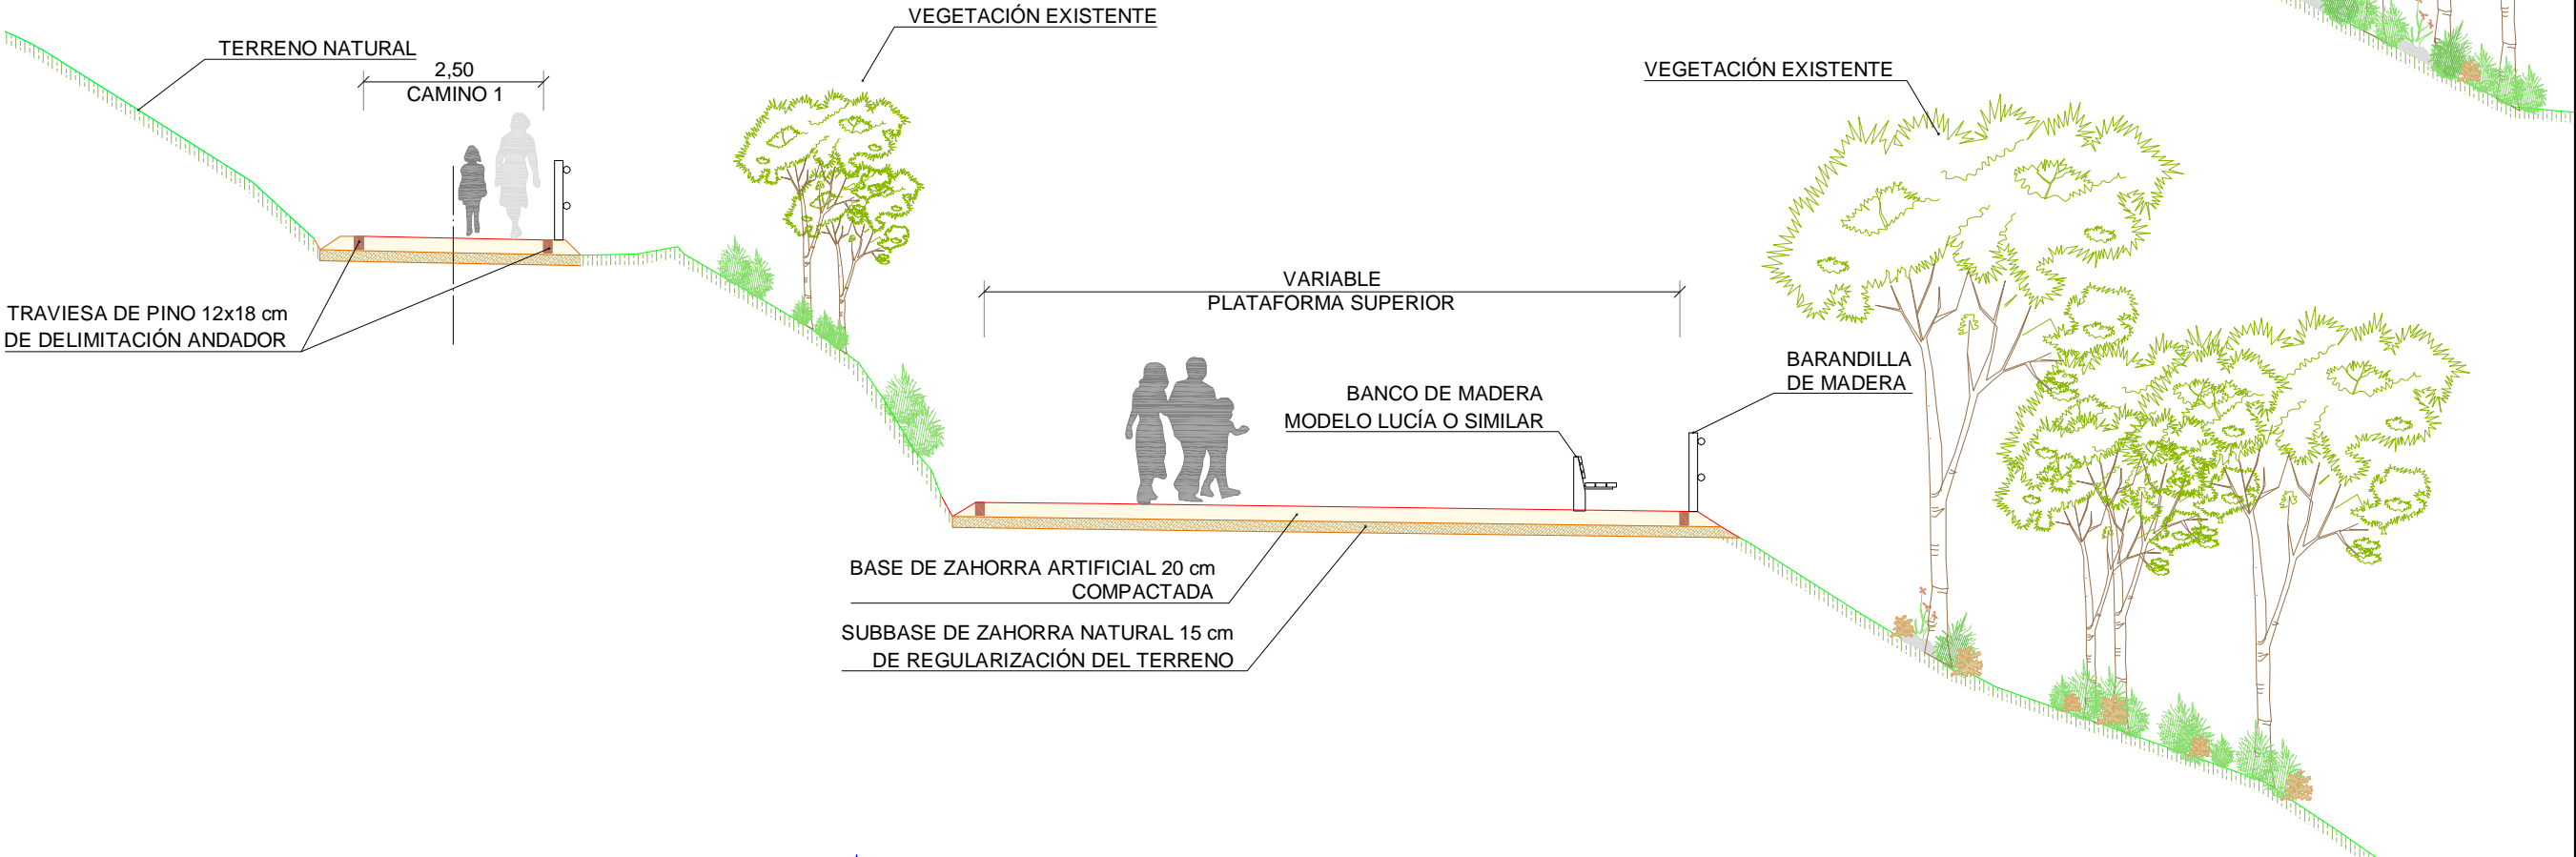 VEGETACIÓN EXISTENTE
TERRENO NATURAL
2,50
CAMINO 1
VEGETACIÓN EXISTENTE
TRAVIESA DE PINO 12x18 cm
DE DELIMITACIÓN ANDADOR
VARIABLE
PLATAFORMA SUPERIOR
BANCO DE MADERA
MODELO LUCÍA O SIMILAR
BARANDILLA
DE MADERA
BASE DE ZAHORRA ARTIFICIAL 20 cm
COMPACTADA
SUBBASE DE ZAHORRA NATURAL 15 cm
DE REGULARIZACIÓN DEL TERRENO